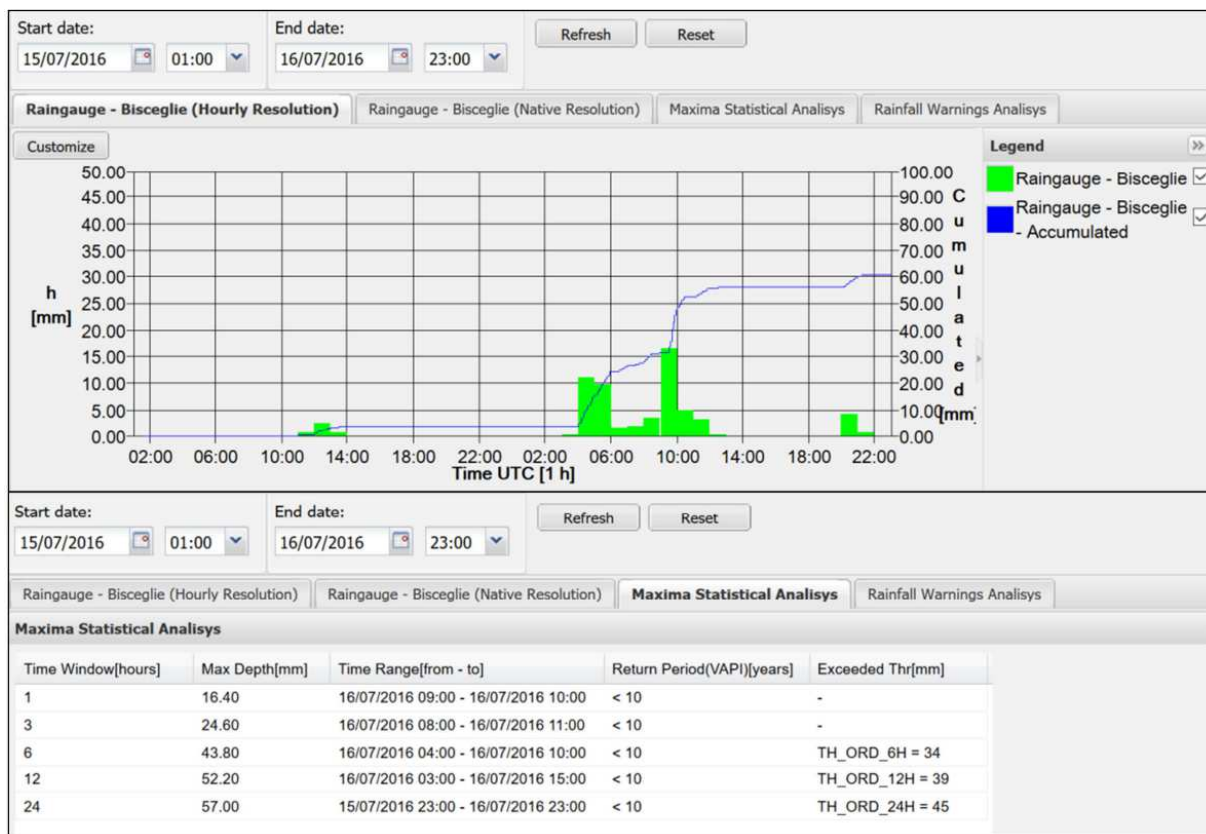 Start date:
End date:
15/07/2016 01:00 16/07/2016 23:00 Refresh Reset
Raingauge - Bisceglie (Hourly Resolution) Raingauge - Bisceglie (Native Resolution) Maxima Statistical Analisys Rainfall Warnings Analisys
Customize
Legend
Raingauge - Bisceglie
Raingauge - Bisceglie
- Accumulated
h
[mm]
50.00
45.00
40.00
35.00
30.00
25.00
20.00
15.00
10.00
5.00
0.00
100.00
90.00
80.00
70.00
60.00
50.00
40.00
30.00
20.00
10.00
0.00
Cumulated
[mm]
02:00 06:00 10:00 14:00 18:00 22:00 02:00 06:00 10:00 14:00 18:00 22:00
Time UTC [1 h]
Start date:
End date:
15/07/2016 01:00 16/07/2016 23:00 Refresh Reset
Raingauge - Bisceglie (Hourly Resolution) Raingauge - Bisceglie (Native Resolution) Maxima Statistical Analisys Rainfall Warnings Analisys
Maxima Statistical Analisys
Time Window[hours] Max Depth[mm] Time Range[from - to] Return Period(VAPI)[years] Exceeded Thr[mm]
1 16.40 16/07/2016 09:00 - 16/07/2016 10:00 < 10 -
3 24.60 16/07/2016 08:00 - 16/07/2016 11:00 < 10 -
6 43.80 16/07/2016 04:00 - 16/07/2016 10:00 < 10 TH_ORD_6H = 34
12 52.20 16/07/2016 03:00 - 16/07/2016 15:00 < 10 TH_ORD_12H = 39
24 57.00 15/07/2016 23:00 - 16/07/2016 23:00 < 10 TH_ORD_24H = 45